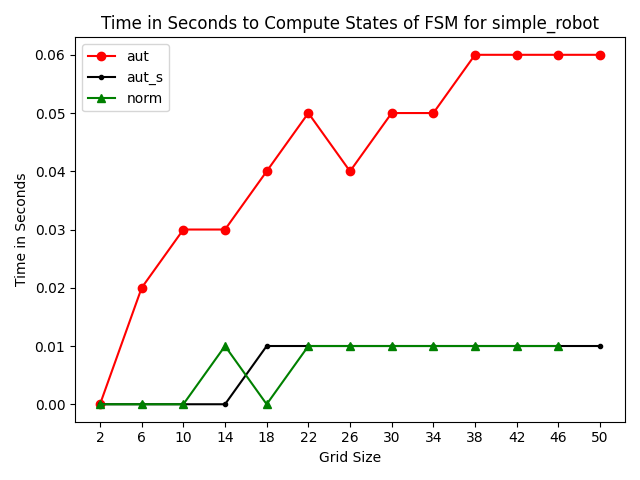 Time in Seconds to Compute States of FSM for simple_robot
aut
aut_s
norm
0.06
0.05
0.04
0.03
0.02
0.01
0.00
Time in Seconds
2 6 10 14 18 22 26 30 34 38 42 46 50
Grid Size